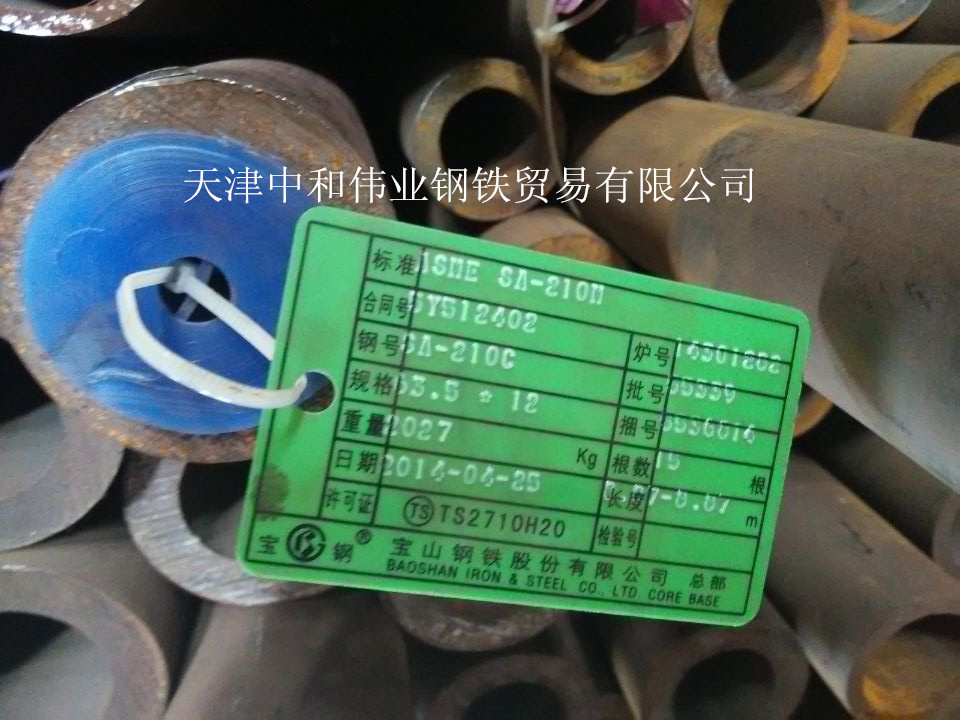 天津中和伟业钢铁贸易有限公司
标准 ASME SA-210M
合同号 SY512402
钢号 SA-210C 炉号 14301262
规格 63.5 * 12 批号
重量 2027 Kg 捆号
日期 2014-04-25 根数 15 根
许可证 TS TS2710H20 长度 m
检验号
宝钢®
宝山钢铁股份有限公司 总部
BAOSHAN IRON & STEEL CO., LTD. CORE BASE